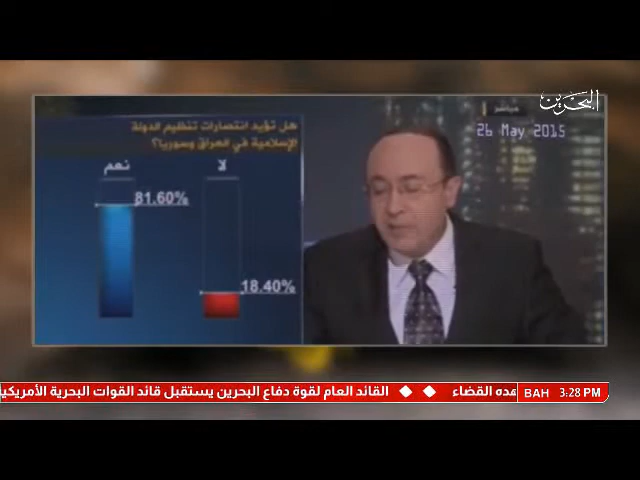 البحرين
مباشر
26 May 2015
هل تؤيد انتصارات تنظيم الدولة
الإسلامية في العراق وسوريا؟
نعم
لا
81.60%
18.40%
القائد العام لقوة دفاع البحرين يستقبل قائد القوات البحرية الأمريكية
هده القضاء
BAH 3:28 PM